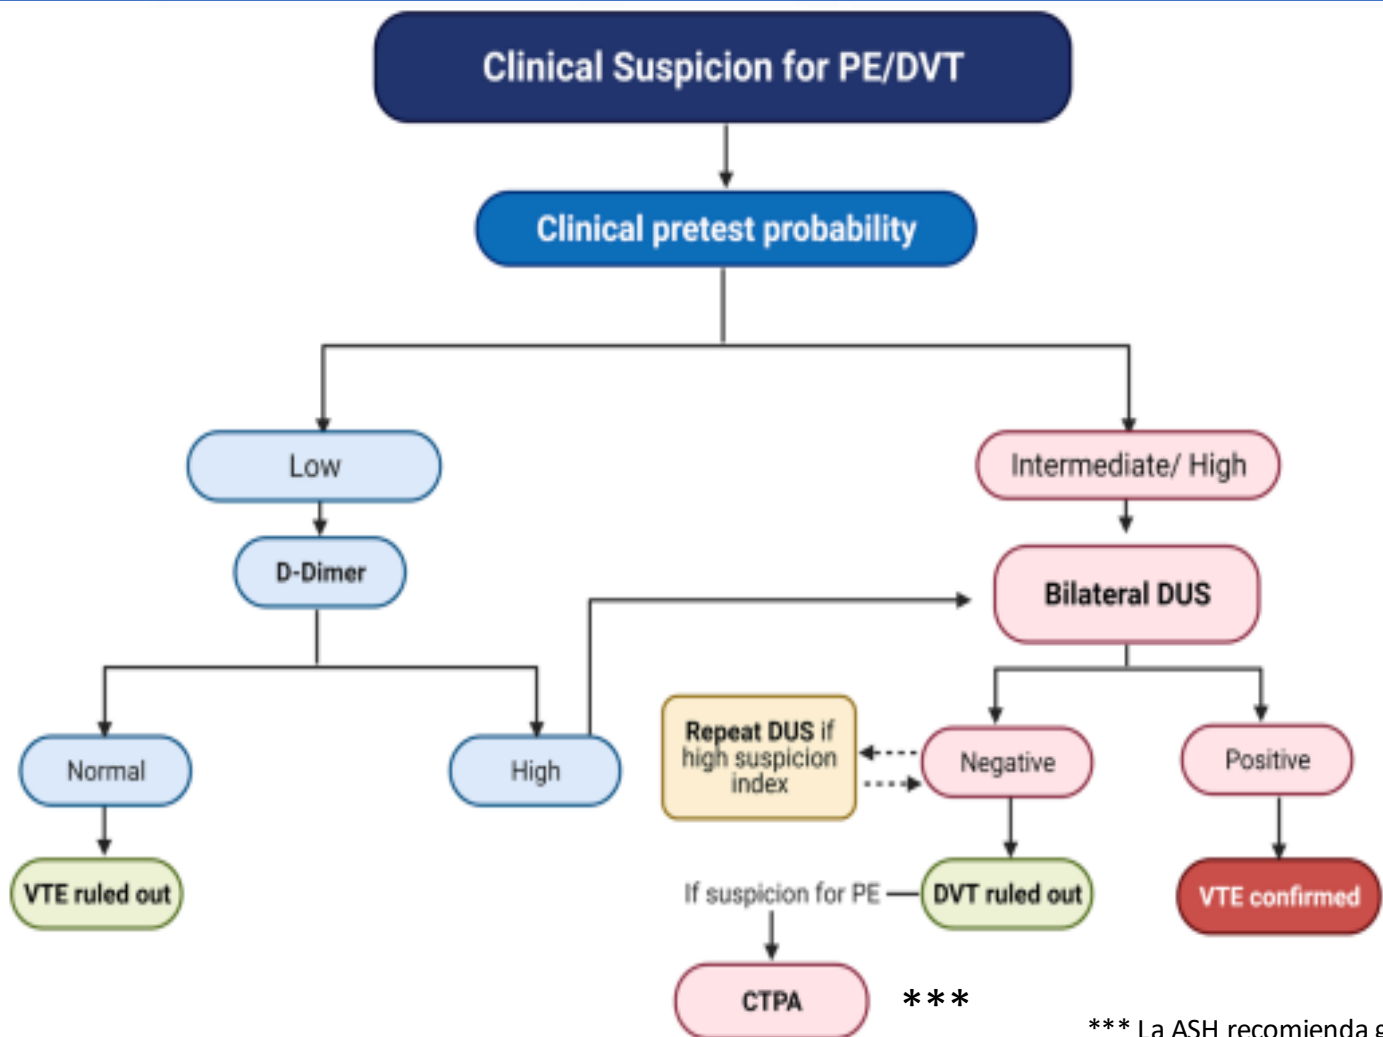 Clinical Suspicion for PE/DVT
Clinical pretest probability
Low
Intermediate/ High
D-Dimer
Bilateral DUS
Normal
High
Repeat DUS if
high suspicion
index
Negative
Positive
VTE ruled out
If suspicion for PE
DVT ruled out
VTE confirmed
CTPA
***
*** La ASH recomienda